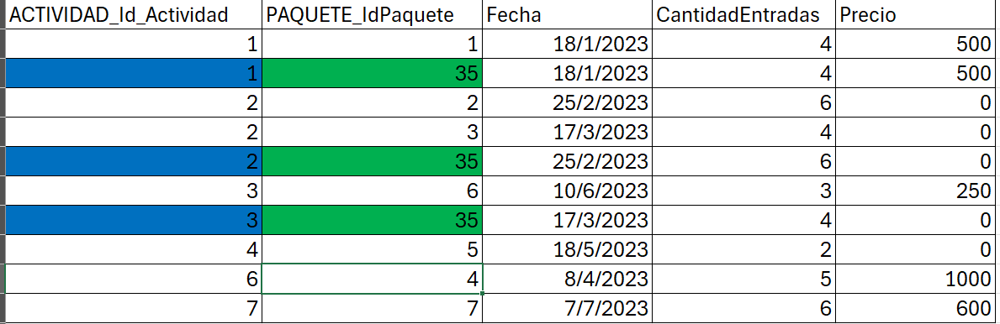 ACTIVIDAD_Id_Actividad PAQUETE_IdPaquete Fecha CantidadEntradas Precio
1 1 18/1/2023 4 500
1 35 18/1/2023 4 500
2 2 25/2/2023 6 0
2 3 17/3/2023 4 0
2 35 25/2/2023 6 0
3 6 10/6/2023 3 250
3 35 17/3/2023 4 0
4 5 18/5/2023 2 0
6 4 8/4/2023 5 1000
7 7 7/7/2023 6 600